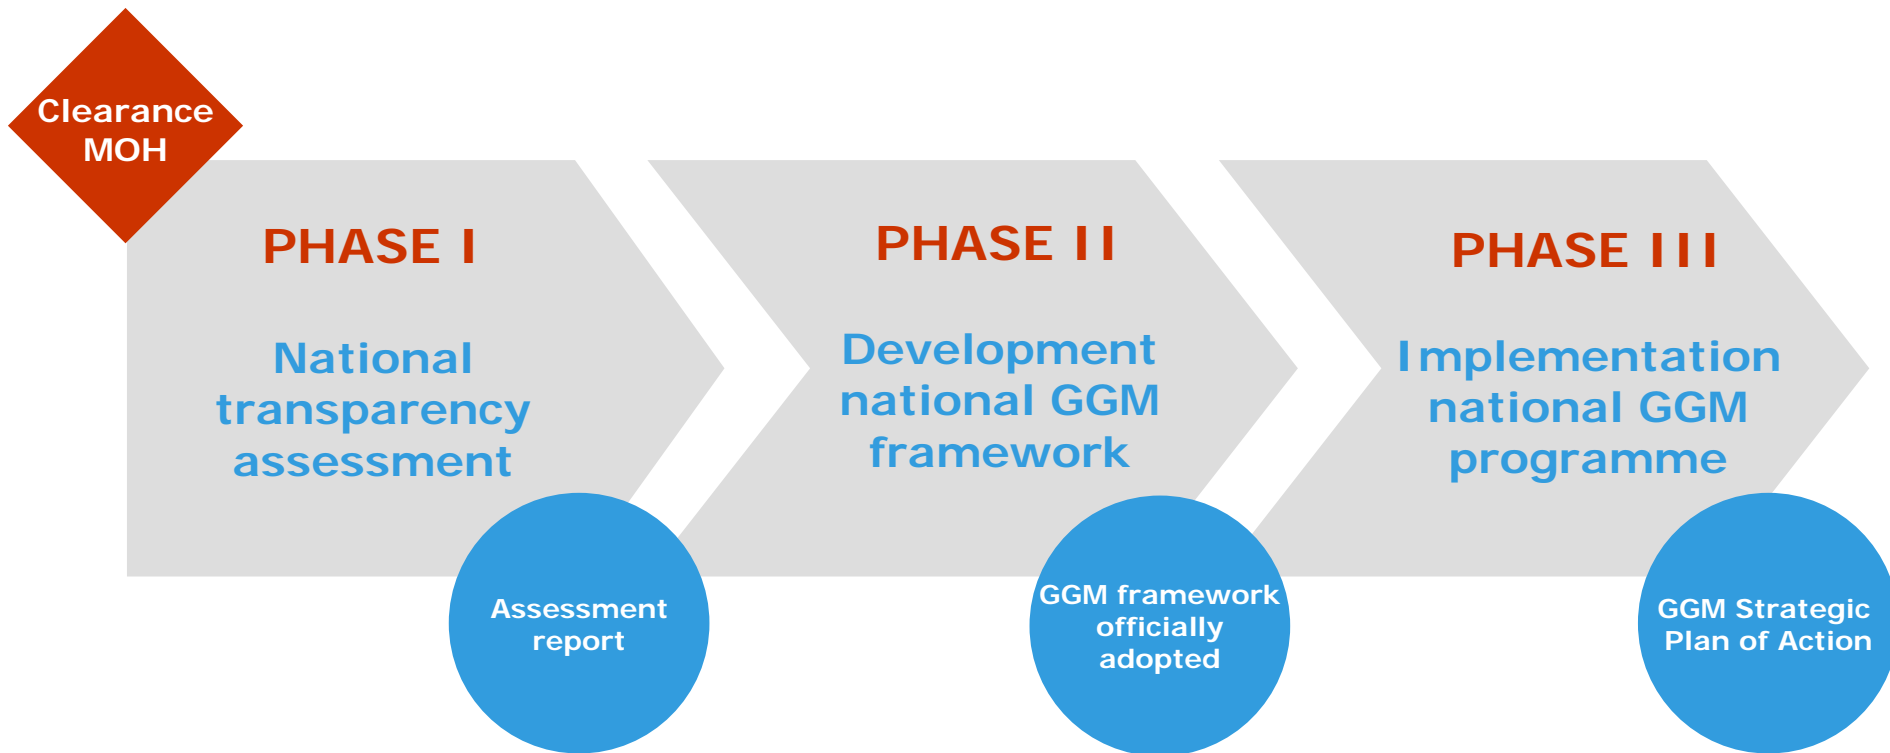 Clearance
MOH
PHASE I
National
transparency
assessment
Assessment
report
PHASE II
Development
national GGM
framework
GGM framework
officially
adopted
PHASE III
Implementation
national GGM
programme
GGM Strategic
Plan of Action